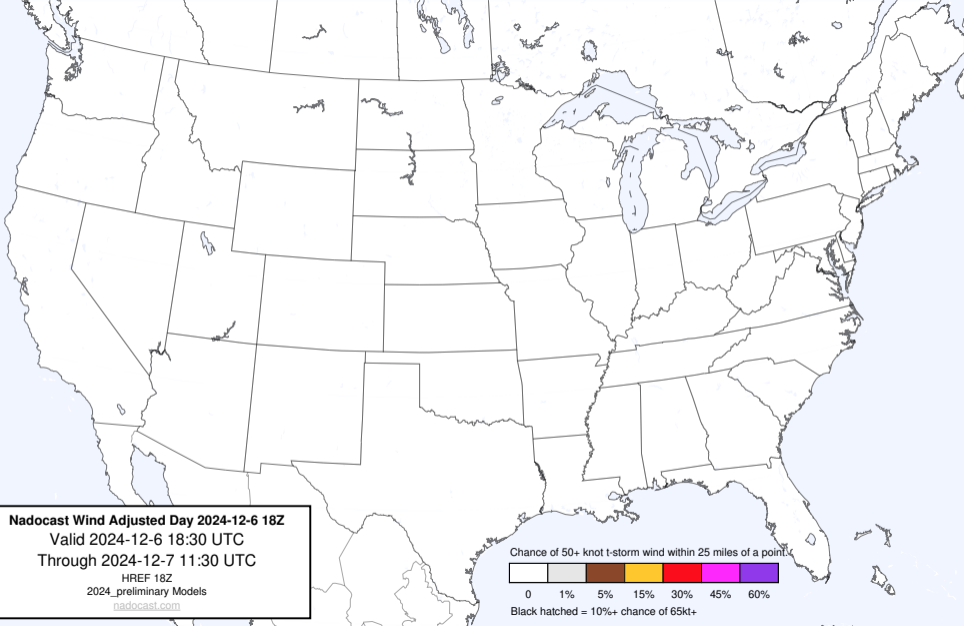 Nadocast Wind Adjusted Day 2024-12-6 18Z
Valid 2024-12-6 18:30 UTC
Through 2024-12-7 11:30 UTC
HREF 18Z
2024_preliminary Models
nadocast.com
Chance of 50+ knot t-storm wind within 25 miles of a point.
0 1% 5% 15% 30% 45% 60%
Black hatched = 10%+ chance of 65kt+